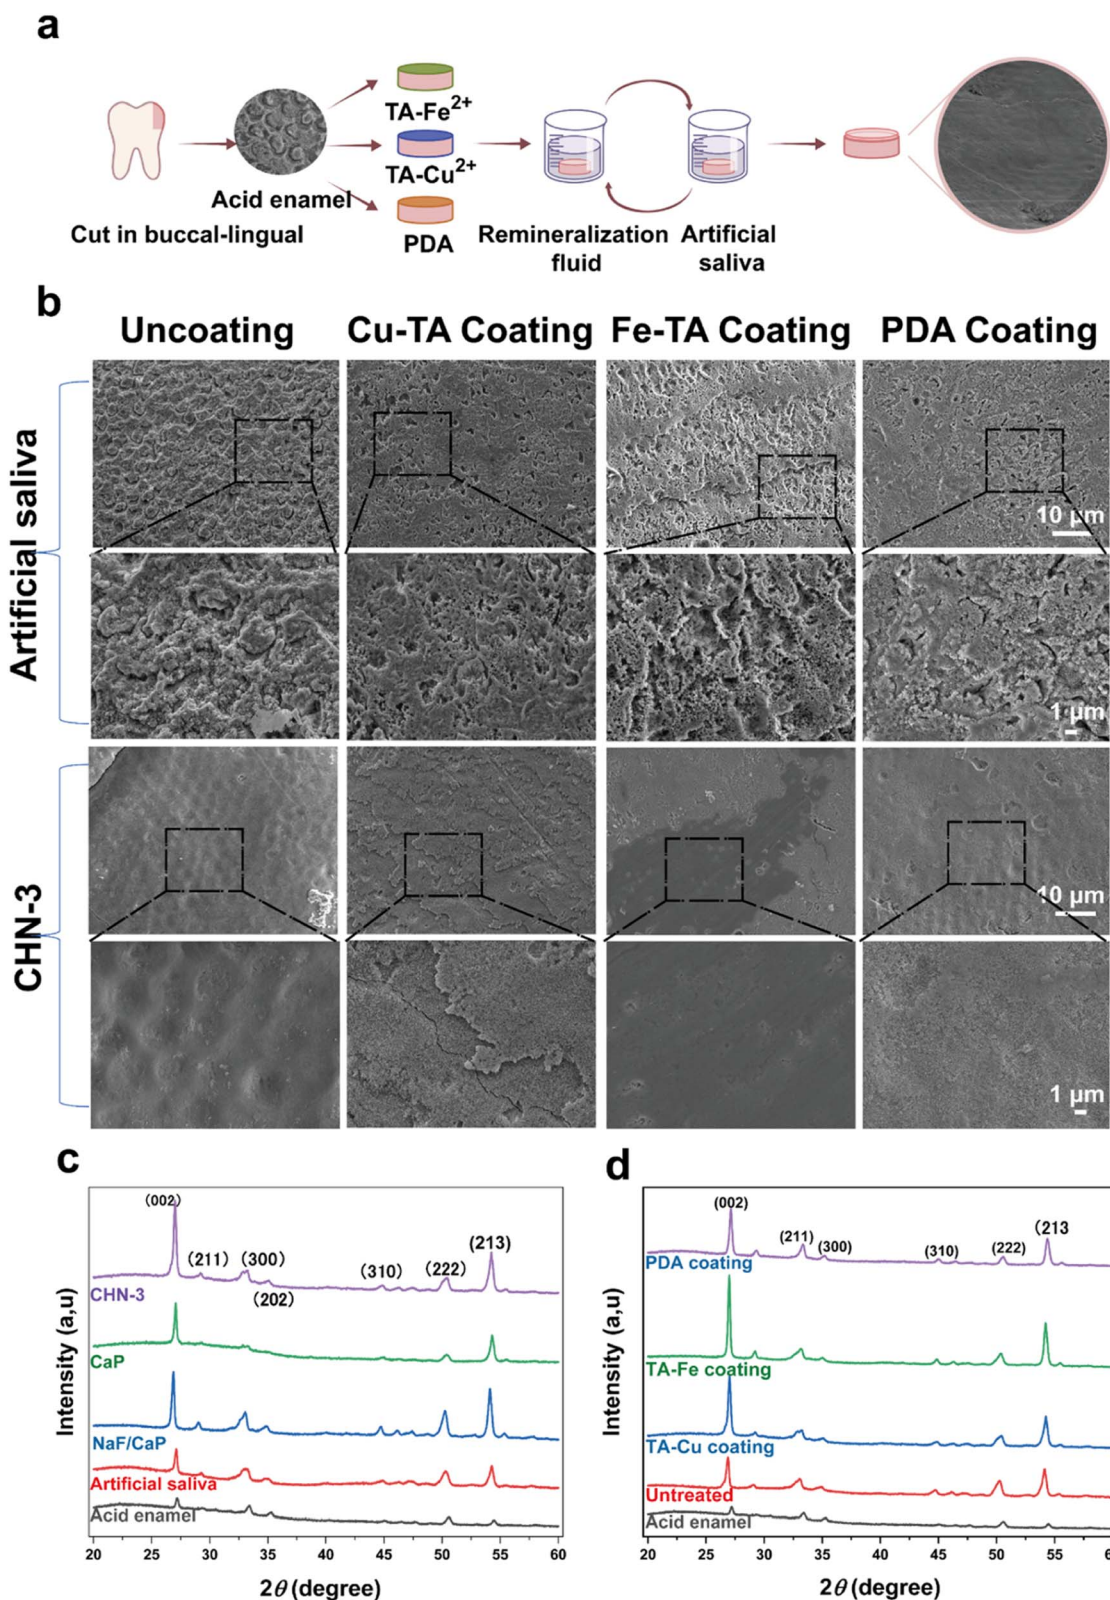 a
TA-Fe2+
TA-Cu2+
Acid enamel
PDA
Cut in buccal-lingual
Remineralization
fluid
Artificial
saliva
b
Uncoating
Cu-TA Coating
Fe-TA Coating
PDA Coating
Artificial saliva
10 μm
1 μm
CHN-3
10 μm
1 μm
c
(002)
(211)
(300)
(202)
(310)
(222)
(213)
CHN-3
CaP
NaF/CaP
Artificial saliva
Acid enamel
Intensity (a,u)
20 25 30 35 40 45 50 55 60
2θ (degree)
d
(002)
(211)
(300)
(310)
(222)
(213
PDA coating
TA-Fe coating
TA-Cu coating
Untreated
Acid enamel
Intensity (a,u)
20 25 30 35 40 45 50 55 60
2θ (degree)